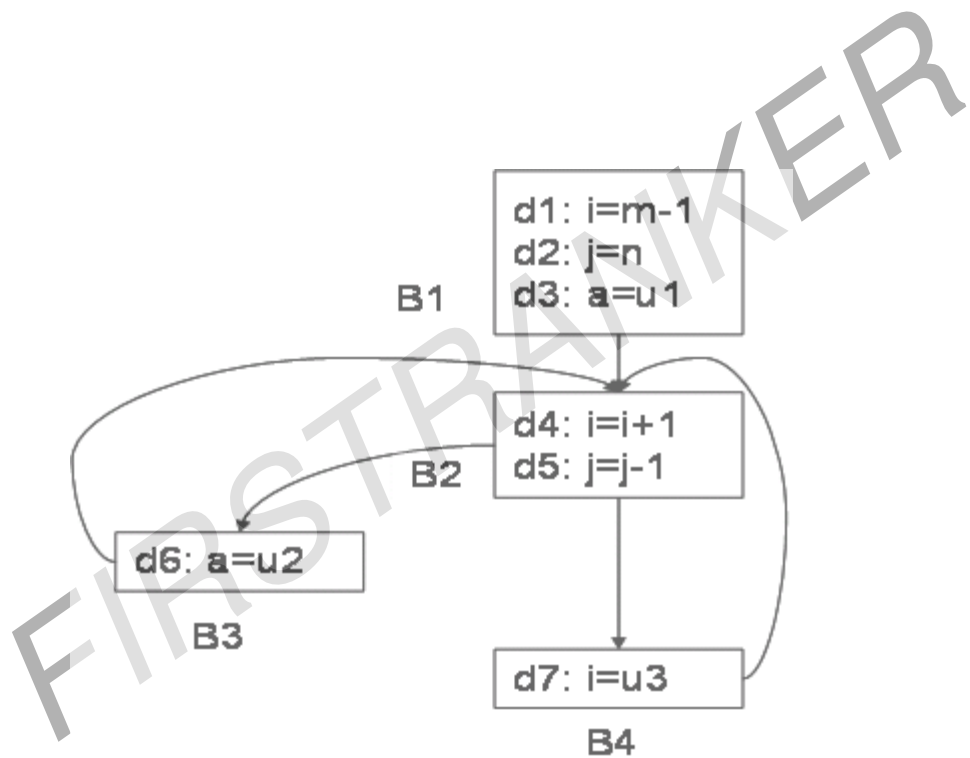 FIRSTRANKER
d1: i=m-1
d2: j=n
d3: a=u1
B1
d4: i=i+1
d5: j=j-1
B2
d6: a=u2
B3
d7: i=u3
B4